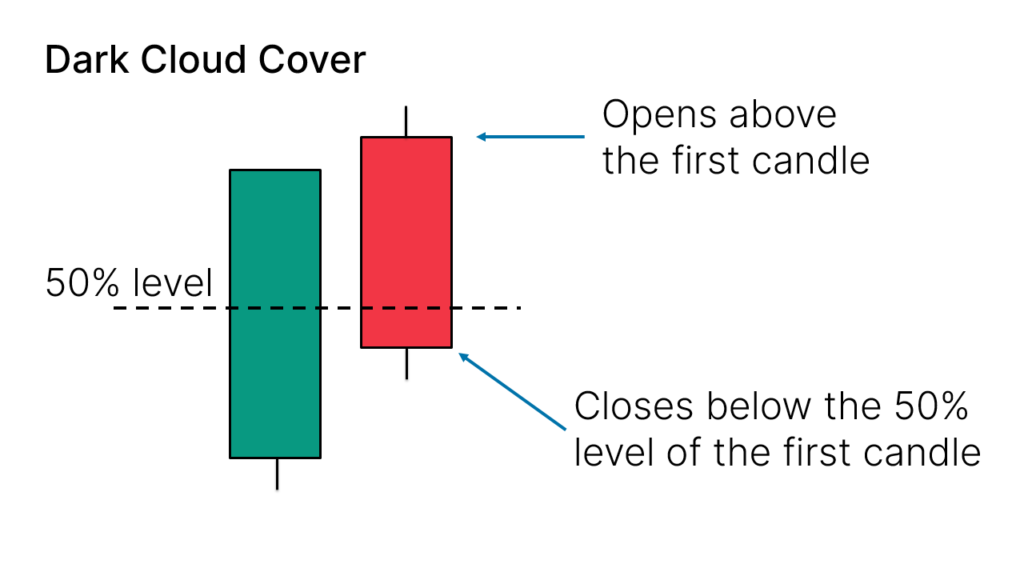 Dark Cloud Cover
Opens above
the first candle
50% level
Closes below the 50%
level of the first candle